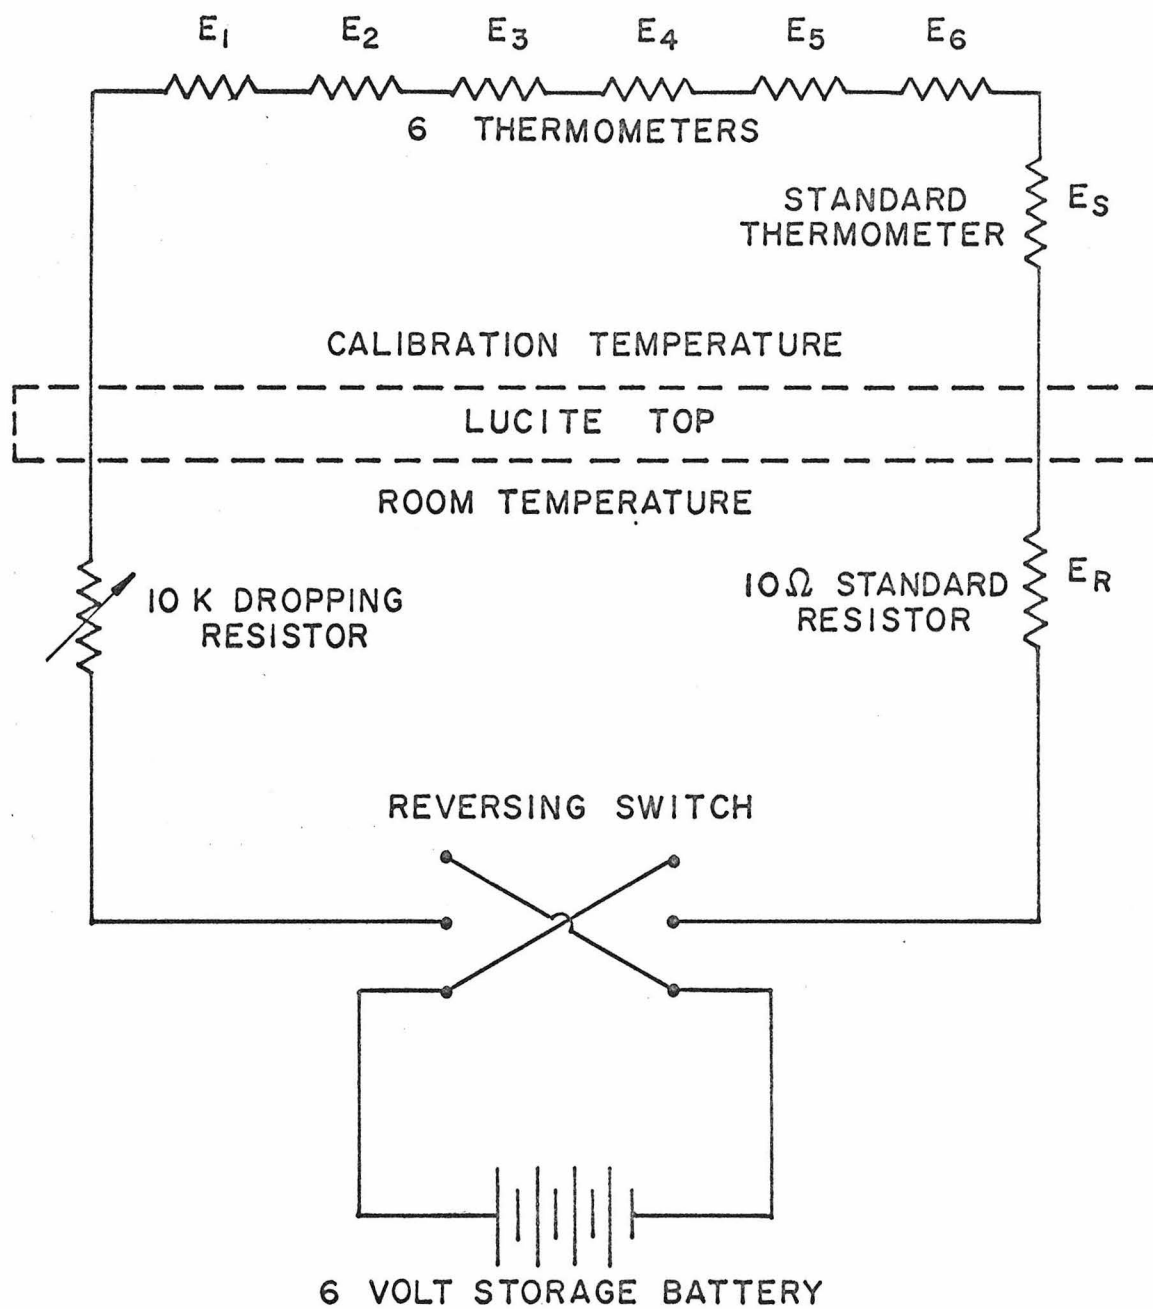 E1 E2 E3 E4 E5 E6
6 THERMOMETERS
STANDARD
THERMOMETER
ES
CALIBRATION TEMPERATURE
LUCITE TOP
ROOM TEMPERATURE
10 K DROPPING
RESISTOR
10Ω STANDARD
RESISTOR
ER
REVERSING SWITCH
6 VOLT STORAGE BATTERY